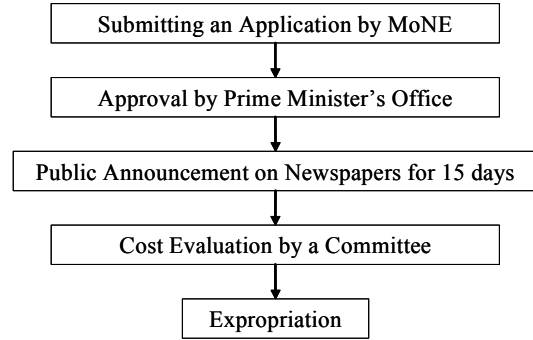 Submitting an Application by MoNE
Approval by Prime Minister's Office
Public Announcement on Newspapers for 15 days
Cost Evaluation by a Committee
Expropriation